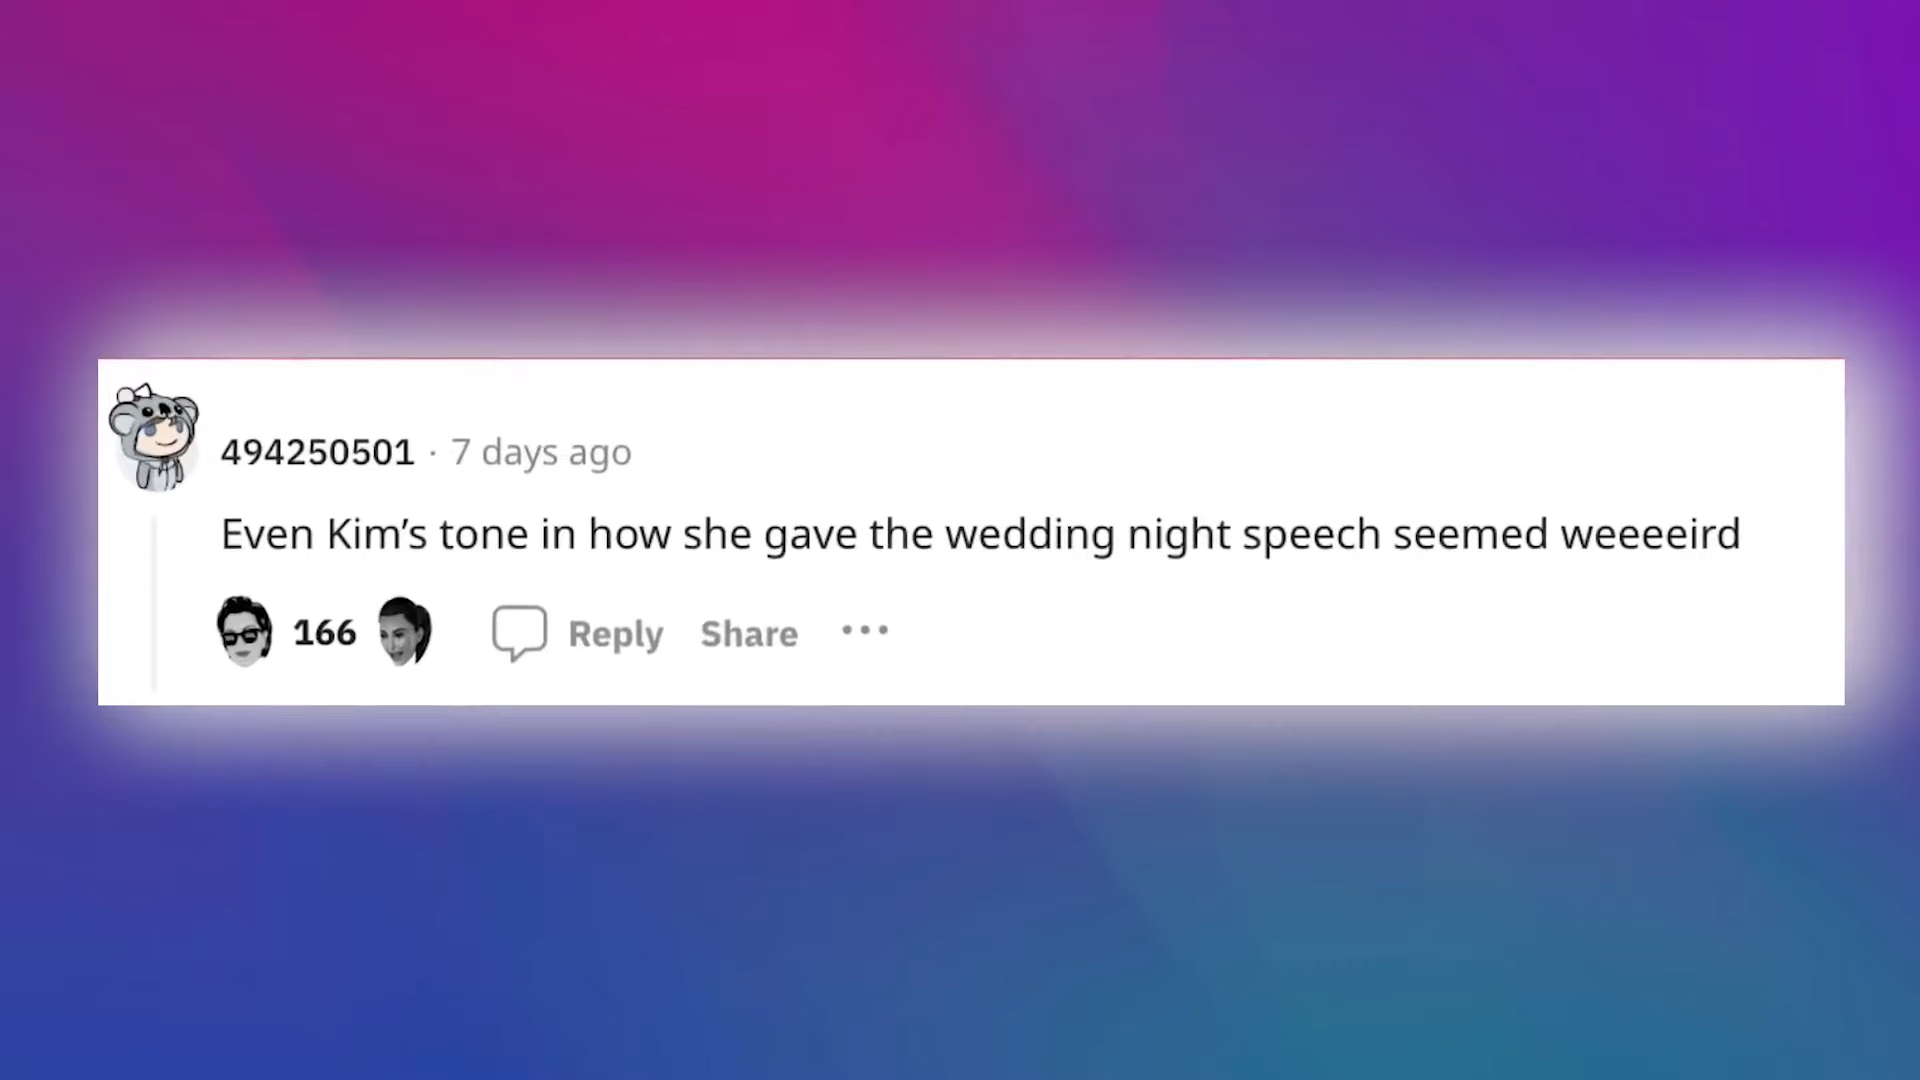 494250501 · 7 days ago
Even Kim’s tone in how she gave the wedding night speech seemed weeeeird
166 Reply Share ···